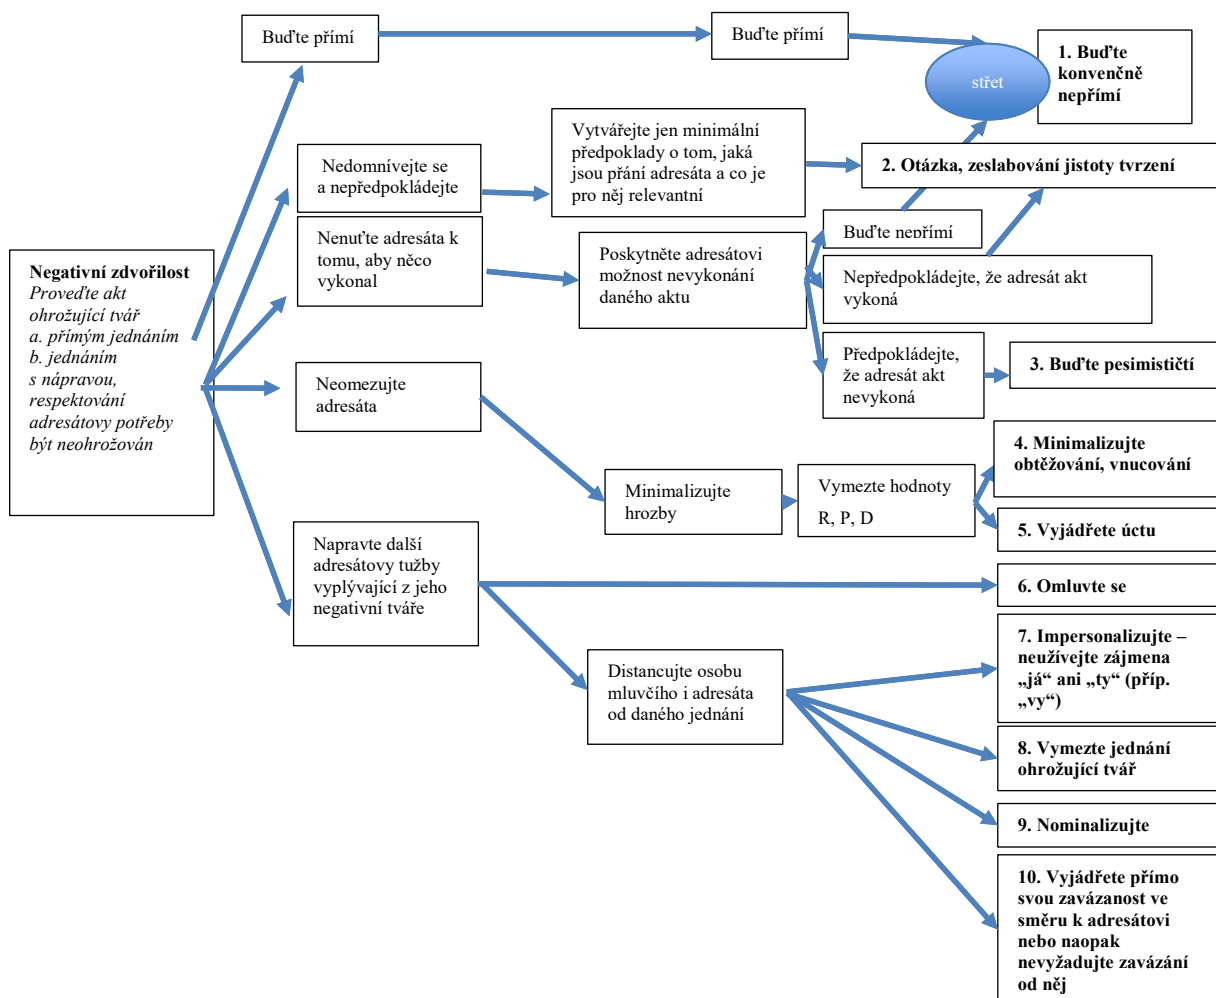 Buďte přímí
Buďte přímí
střet
1. Buďte
konvenčně
nepřímí
Nedomnívejte se
a nepředpokládejte
Vytvářejte jen minimální
předpoklady o tom, jaká
jsou přání adresáta a co je
pro něj relevantní
2. Otázka, zeslabování jistoty tvrzení
Negativní zdvořilost
Proveďte akt
ohrožující tvář
a. přímým jednáním
b. jednáním
s nápravou,
respektování
adresátovy potřeby
být neohrožován
Nenuťte adresáta k
tomu, aby něco
vykonal
Poskytněte adresátovi
možnost nevykonání
daného aktu
Buďte nepřímí
Nepředpokládejte, že adresát akt
vykoná
Předpokládejte,
že adresát akt
nevykoná
3. Buďte pesimističtí
Neomezujte
adresáta
Minimalizujte
hrozby
Vymezte hodnoty
R, P, D
4. Minimalizujte
obtěžování, vnucování
5. Vyjádřete úctu
Napravte další
adresátovy tužby
vyplývající z jeho
negativní tváře
6. Omluvte se
Distancujte osobu
mluvčího i adresáta
od daného jednání
7. Impersonalizujte –
neužívejte zájmena
„já“ ani „ty“ (příp.
„vy“)
8. Vymezte jednání
ohrožující tvář
9. Nominalizujte
10. Vyjádřete přímo
svou zavázanost ve
směru k adresátovi
nebo naopak
nevyžadujte zavázání
od něj